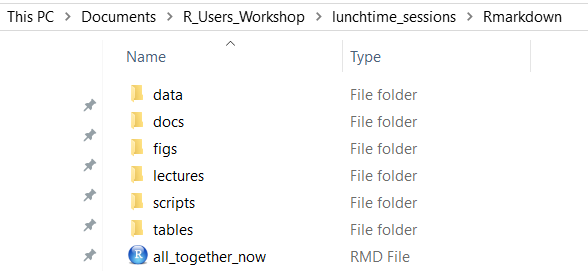 This PC > Documents > R_Users_Workshop > lunchtime_sessions > Rmarkdown
Name Type
data File folder
docs File folder
figs File folder
lectures File folder
scripts File folder
tables File folder
R all_together_now RMD File